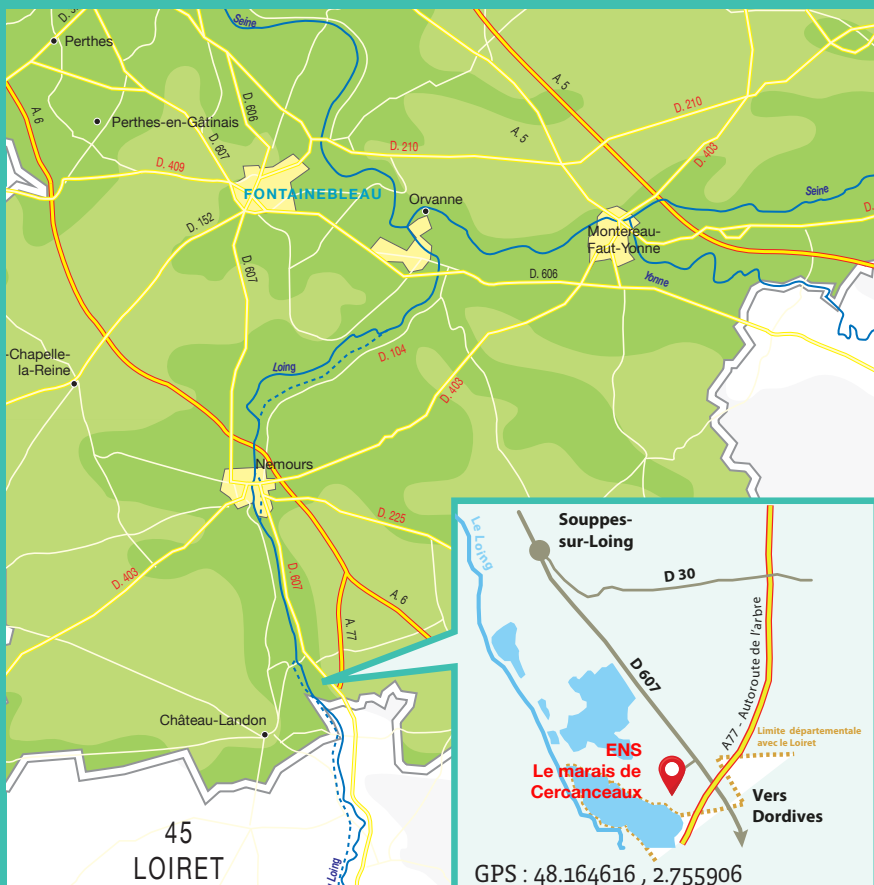 Seine
D.
Perthes
A. 6
Perthes-en-Gâtinais
D. 606
D. 607
A. 5
A. 5
D. 210
D. 403
D. 210
D. 409
FONTAINEBLEAU
Orvanne
Seine
D.
D. 152
Montereau-
Faut-Yonne
D. 607
D. 606
Yonne
-Chapelle-
la-Reine
Loing
D. 104
D. 403
Nemours
D. 225
D. 403
D. 607
A. 6
A. 77
Château-Landon
45
LOIRET
Loing
Souppes-
sur-Loing
Le Loing
D 30
D 607
A77 - Autoroute de l'arbre
Limite départementale
avec le Loiret
ENS
Le marais de
Cercanceaux
Vers
Dordives
GPS : 48.164616 , 2.755906